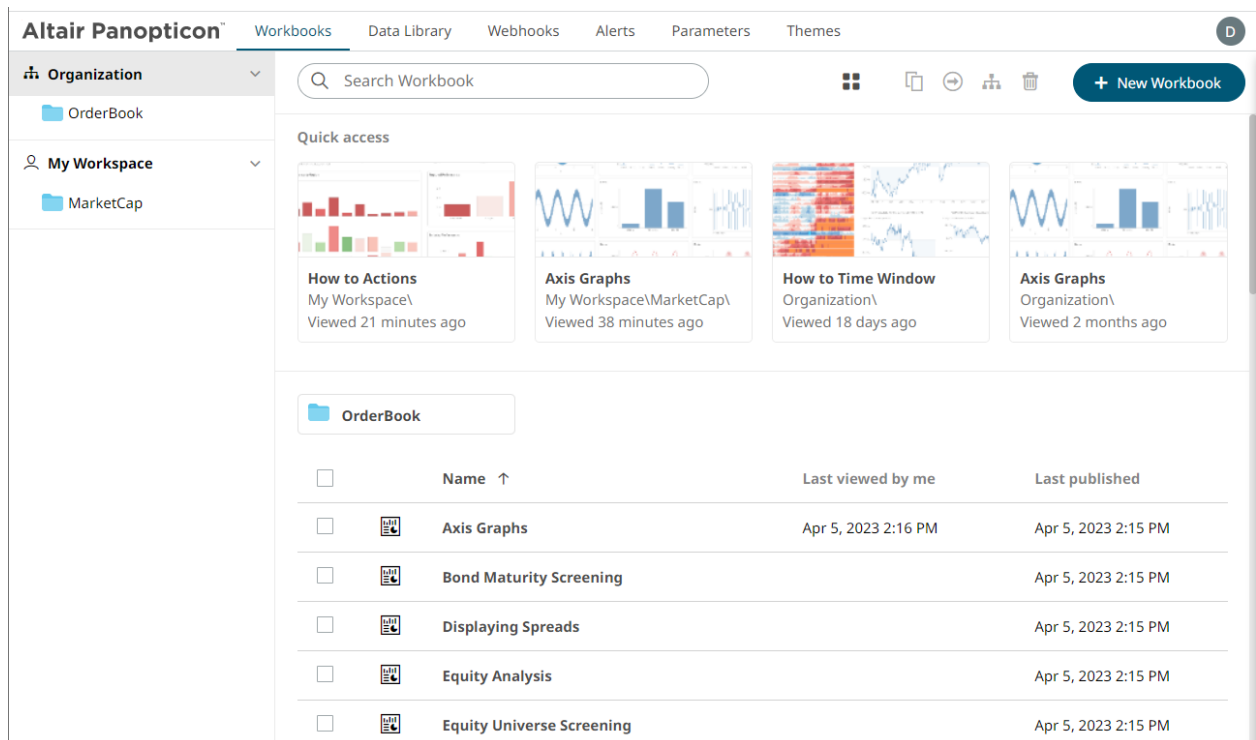 Altair Panopticon™ Workbooks Data Library Webhooks Alerts Parameters Themes D
Organization
OrderBook
My Workspace
MarketCap
Search Workbook
+ New Workbook
Quick access
How to Actions
My Workspace\
Viewed 21 minutes ago
Axis Graphs
My Workspace\MarketCap\
Viewed 38 minutes ago
How to Time Window
Organization\
Viewed 18 days ago
Axis Graphs
Organization\
Viewed 2 months ago
OrderBook
Name ↑ Last viewed by me Last published
Axis Graphs Apr 5, 2023 2:16 PM Apr 5, 2023 2:15 PM
Bond Maturity Screening Apr 5, 2023 2:15 PM
Displaying Spreads Apr 5, 2023 2:15 PM
Equity Analysis Apr 5, 2023 2:15 PM
Equity Universe Screening Apr 5, 2023 2:15 PM